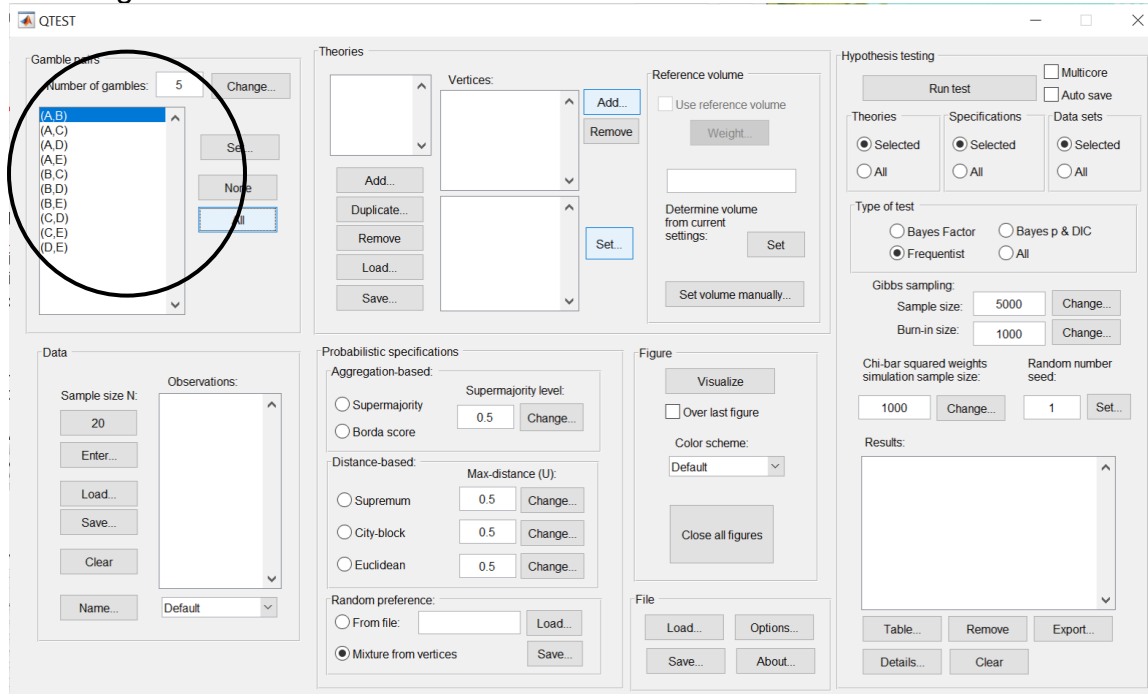 QTEST
Gamble pairs
Number of gambles: 5 Change...
(A,B)
(A,C)
(A,D)
(A,E)
(B,C)
(B,D)
(B,E)
(C,D)
(C,E)
(D,E)
None
All
Theories
Vertices:
Add...
Remove
Add...
Duplicate...
Remove
Load...
Save...
Set...
Reference volume
Use reference volume
Weight...
Determine volume
from current
settings:
Set
Set volume manually...
Hypothesis testing
Run test
Multicore
Auto save
Theories
Selected
All
Specifications
Selected
All
Data sets
Selected
All
Type of test
Bayes Factor Bayes p & DIC
Frequentist All
Gibbs sampling:
Sample size: 5000 Change...
Burn-in size: 1000 Change...
Chi-bar squared weights
simulation sample size:
1000 Change...
Random number
seed:
1 Set...
Results:
Table... Remove Export...
Details... Clear
Data
Sample size N:
20
Enter...
Load...
Save...
Clear
Name... Default
Observations:
Probabilistic specifications
Aggregation-based:
Supermajority level:
Supermajority
0.5 Change...
Borda score
Distance-based:
Max-distance (U):
Supremum 0.5 Change...
City-block 0.5 Change...
Euclidean 0.5 Change...
Random preference:
From file: Load...
Mixture from vertices Save...
Figure
Visualize
Over last figure
Color scheme:
Default
Close all figures
File
Load... Options...
Save... About...